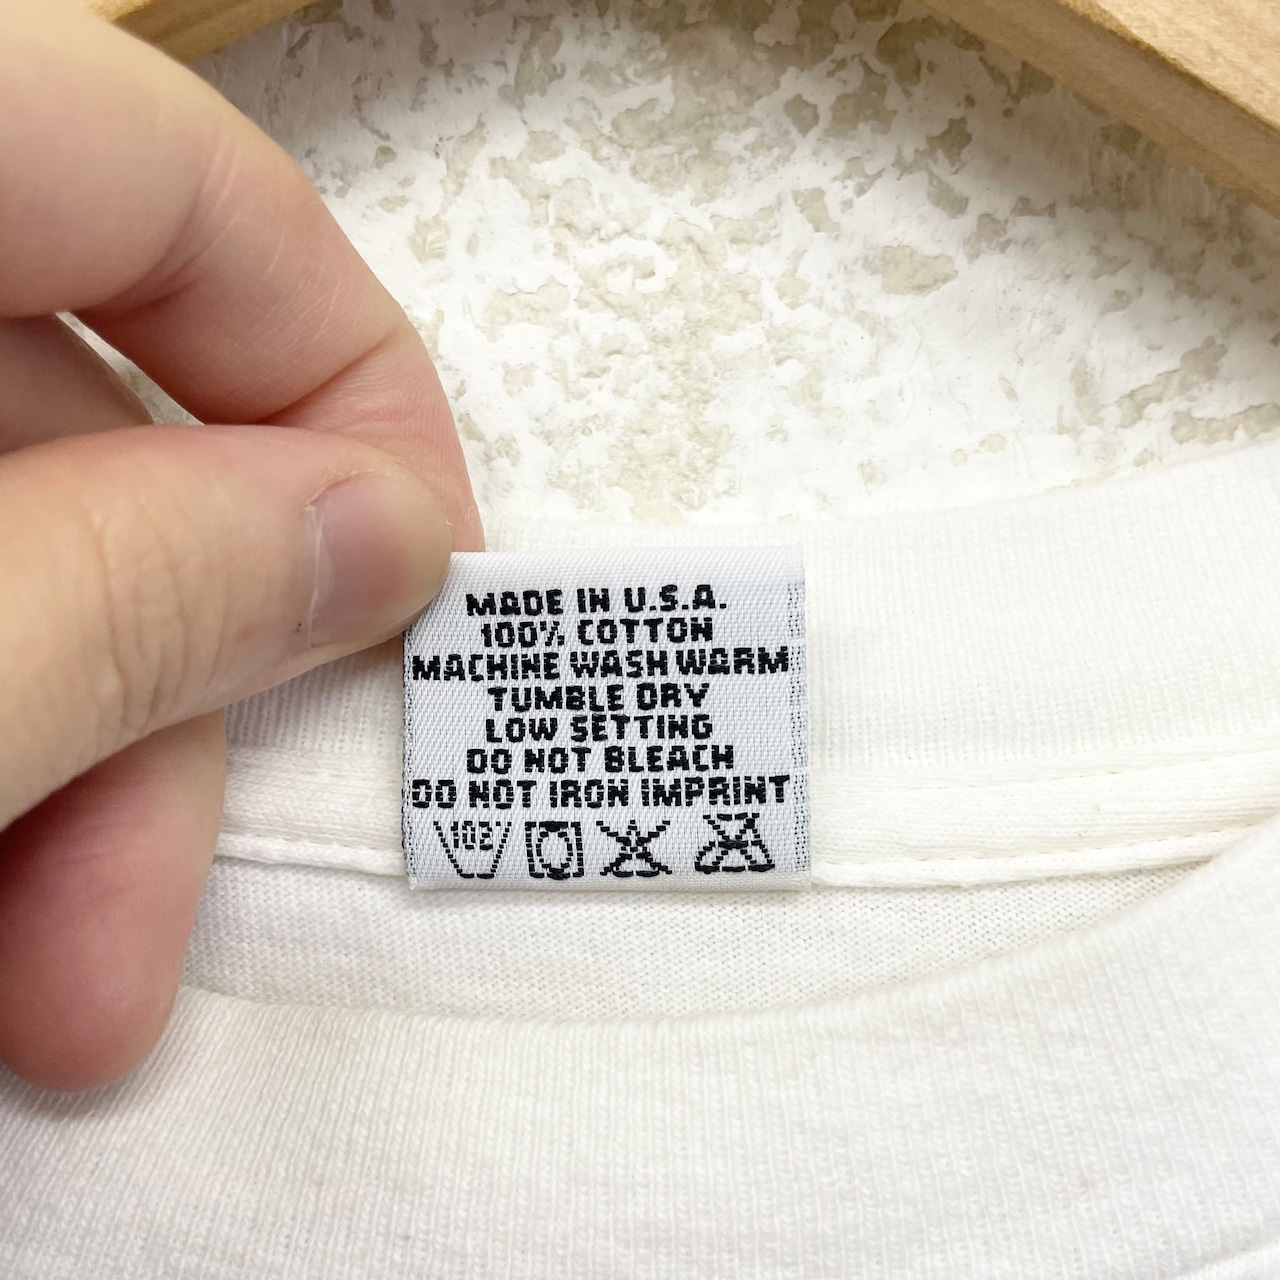 MADE IN U.S.A.
100% COTTON
MACHINE WASH WARM
TUMBLE DRY
LOW SETTING
DO NOT BLEACH
DO NOT IRON IMPRINT